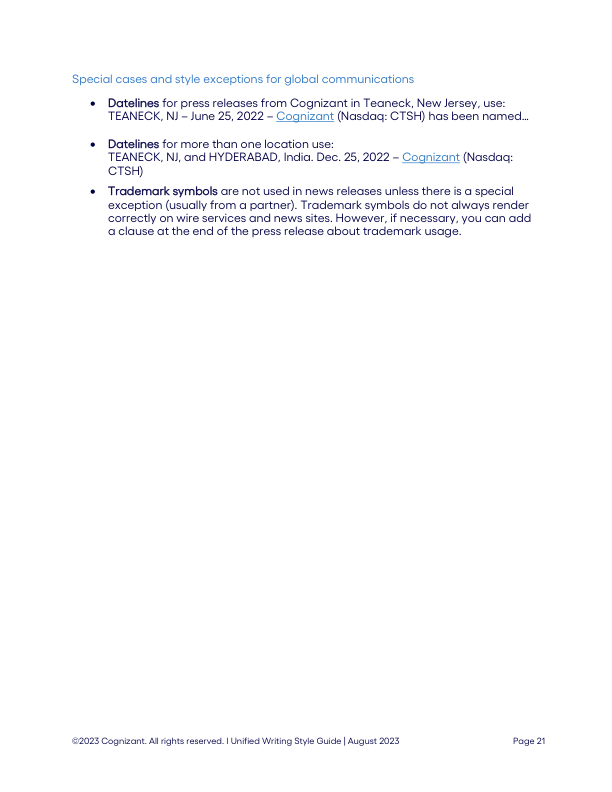 Special cases and style exceptions for global communications
• Datelines for press releases from Cognizant in Teaneck, New Jersey, use:
TEANECK, NJ – June 25, 2022 – Cognizant (Nasdaq: CTSH) has been named…
• Datelines for more than one location use:
TEANECK, NJ, and HYDERABAD, India. Dec. 25, 2022 – Cognizant (Nasdaq:
CTSH)
• Trademark symbols are not used in news releases unless there is a special
exception (usually from a partner). Trademark symbols do not always render
correctly on wire services and news sites. However, if necessary, you can add
a clause at the end of the press release about trademark usage.
©2023 Cognizant. All rights reserved. I Unified Writing Style Guide | August 2023 Page 21